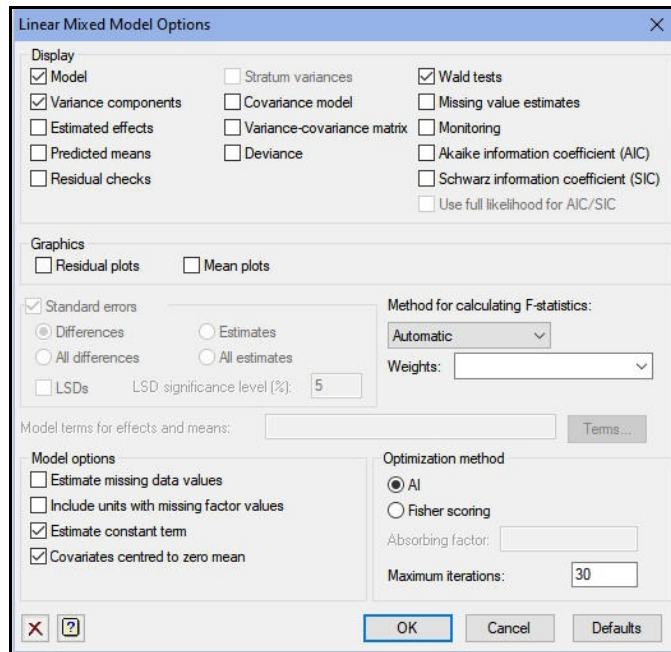 Linear Mixed Model Options
Display
Model
Stratum variances
Wald tests
Variance components
Covariance model
Missing value estimates
Estimated effects
Variance-covariance matrix
Monitoring
Predicted means
Deviance
Akaike information coefficient (AIC)
Residual checks
Schwarz information coefficient (SIC)
Use full likelihood for AIC/SIC
Graphics
Residual plots
Mean plots
Standard errors
Differences
Estimates
All differences
All estimates
LSDs
LSD significance level (%):
5
Method for calculating F-statistics:
Automatic
Weights:
Model terms for effects and means:
Terms...
Model options
Estimate missing data values
Include units with missing factor values
Estimate constant term
Covariates centred to zero mean
Optimization method
AI
Fisher scoring
Absorbing factor:
Maximum iterations:
30
OK
Cancel
Defaults